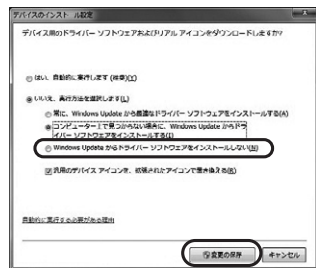 デバイスのインストール設定
デバイス用のドライバー ソフトウェアおよびリアル アイコンをダウンロードしますか?
はい、自動的に実行します (推奨)(Y)
いいえ、実行方法を選択します(L)
常に、Windows Update から最適なドライバー ソフトウェアをインストールする(A)
コンピューター上で見つからない場合に、Windows Update からドラ
イバー ソフトウェアをインストールする(I)
Windows Update からドライバー ソフトウェアをインストールしない(N)
汎用のデバイス アイコンを、拡張されたアイコンで置き換える(R)
自動的に実行する必要がある理由
変更の保存 キャンセル